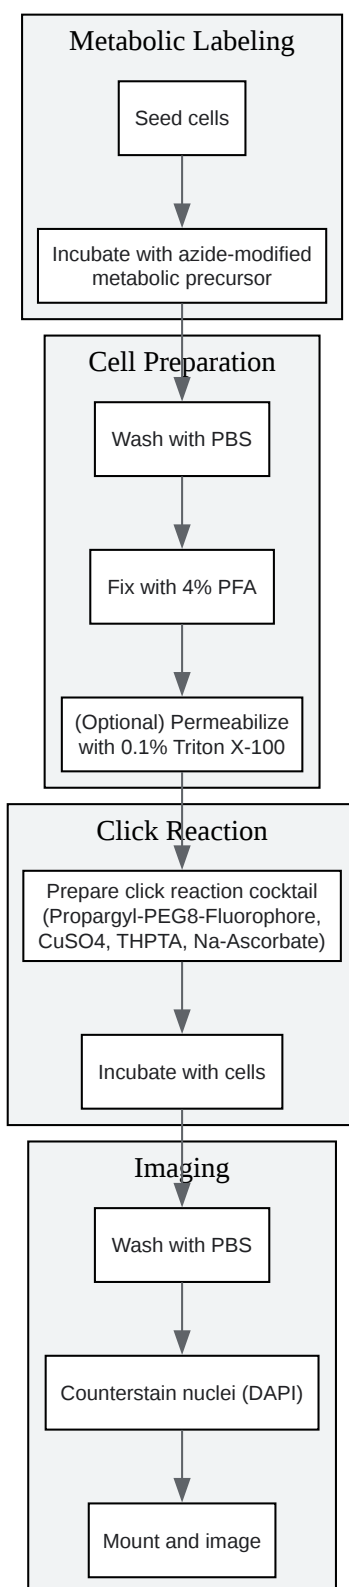 Metabolic Labeling
Seed cells
Incubate with azide-modified
metabolic precursor
Cell Preparation
Wash with PBS
Fix with 4% PFA
(Optional) Permeabilize
with 0.1% Triton X-100
Click Reaction
Prepare click reaction cocktail
(Propargyl-PEG8-Fluorophore,
CuSO4, THPTA, Na-Ascorbate)
Incubate with cells
Imaging
Wash with PBS
Counterstain nuclei (DAPI)
Mount and image